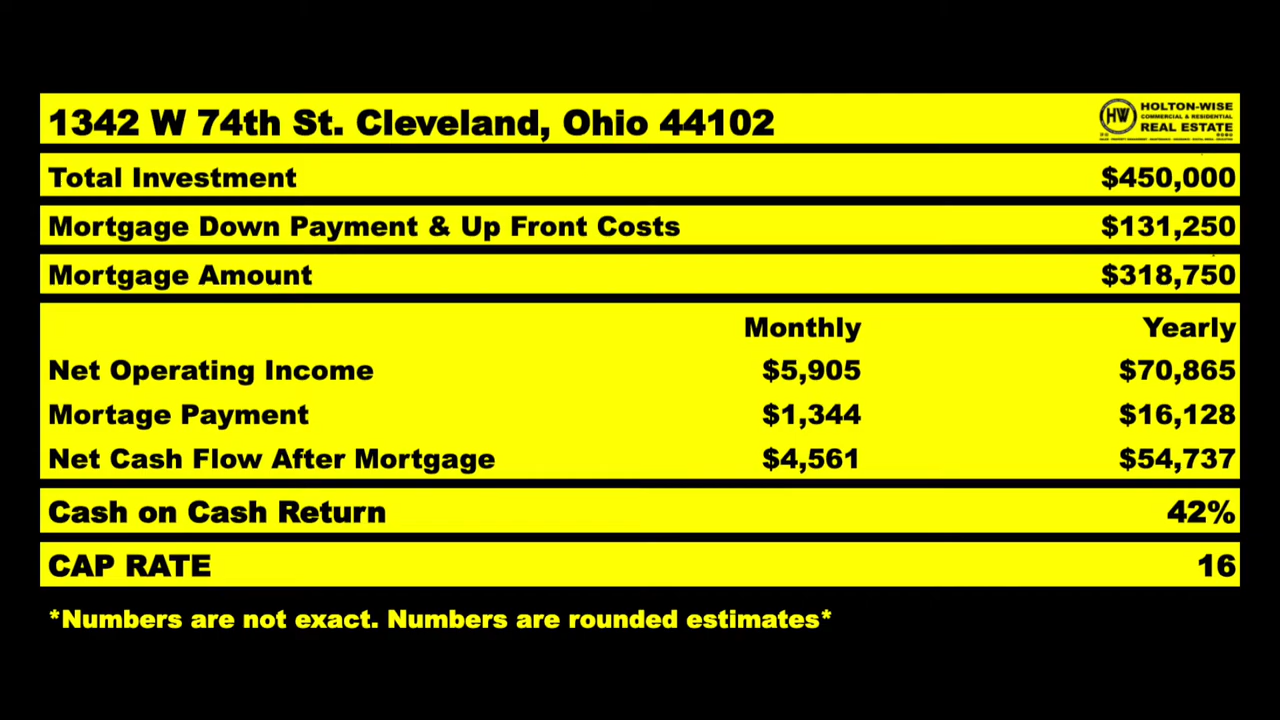 1342 W 74th St. Cleveland, Ohio 44102
HW
HOLTON-WISE
COMMERCIAL & RESIDENTIAL
REAL ESTATE
Total Investment $450,000
Mortgage Down Payment & Up Front Costs $131,250
Mortgage Amount $318,750
Monthly Yearly
Net Operating Income $5,905 $70,865
Mortage Payment $1,344 $16,128
Net Cash Flow After Mortgage $4,561 $54,737
Cash on Cash Return 42%
CAP RATE 16
*Numbers are not exact. Numbers are rounded estimates*